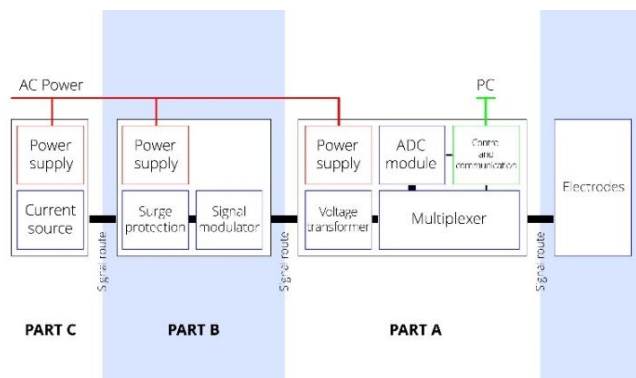 AC Power
PC
Power
supply
Power
supply
Power
supply
ADC
module
Control
and
communication
Current
source
Surge
protection
Signal
modulator
Voltage
transformer
Multiplexer
Electrodes
Signal route
Signal route
Signal route
PART C
PART B
PART A